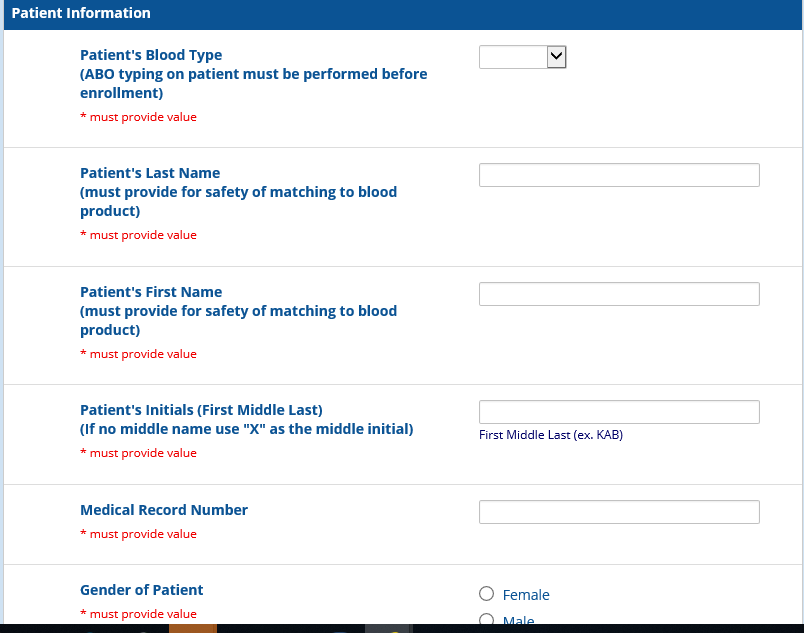 Patient Information
Patient's Blood Type
(ABO typing on patient must be performed before
enrollment)
* must provide value
Patient's Last Name
(must provide for safety of matching to blood
product)
* must provide value
Patient's First Name
(must provide for safety of matching to blood
product)
* must provide value
Patient's Initials (First Middle Last)
(If no middle name use "X" as the middle initial)
First Middle Last (ex. KAB)
* must provide value
Medical Record Number
* must provide value
Gender of Patient
Female
* must provide value
Male